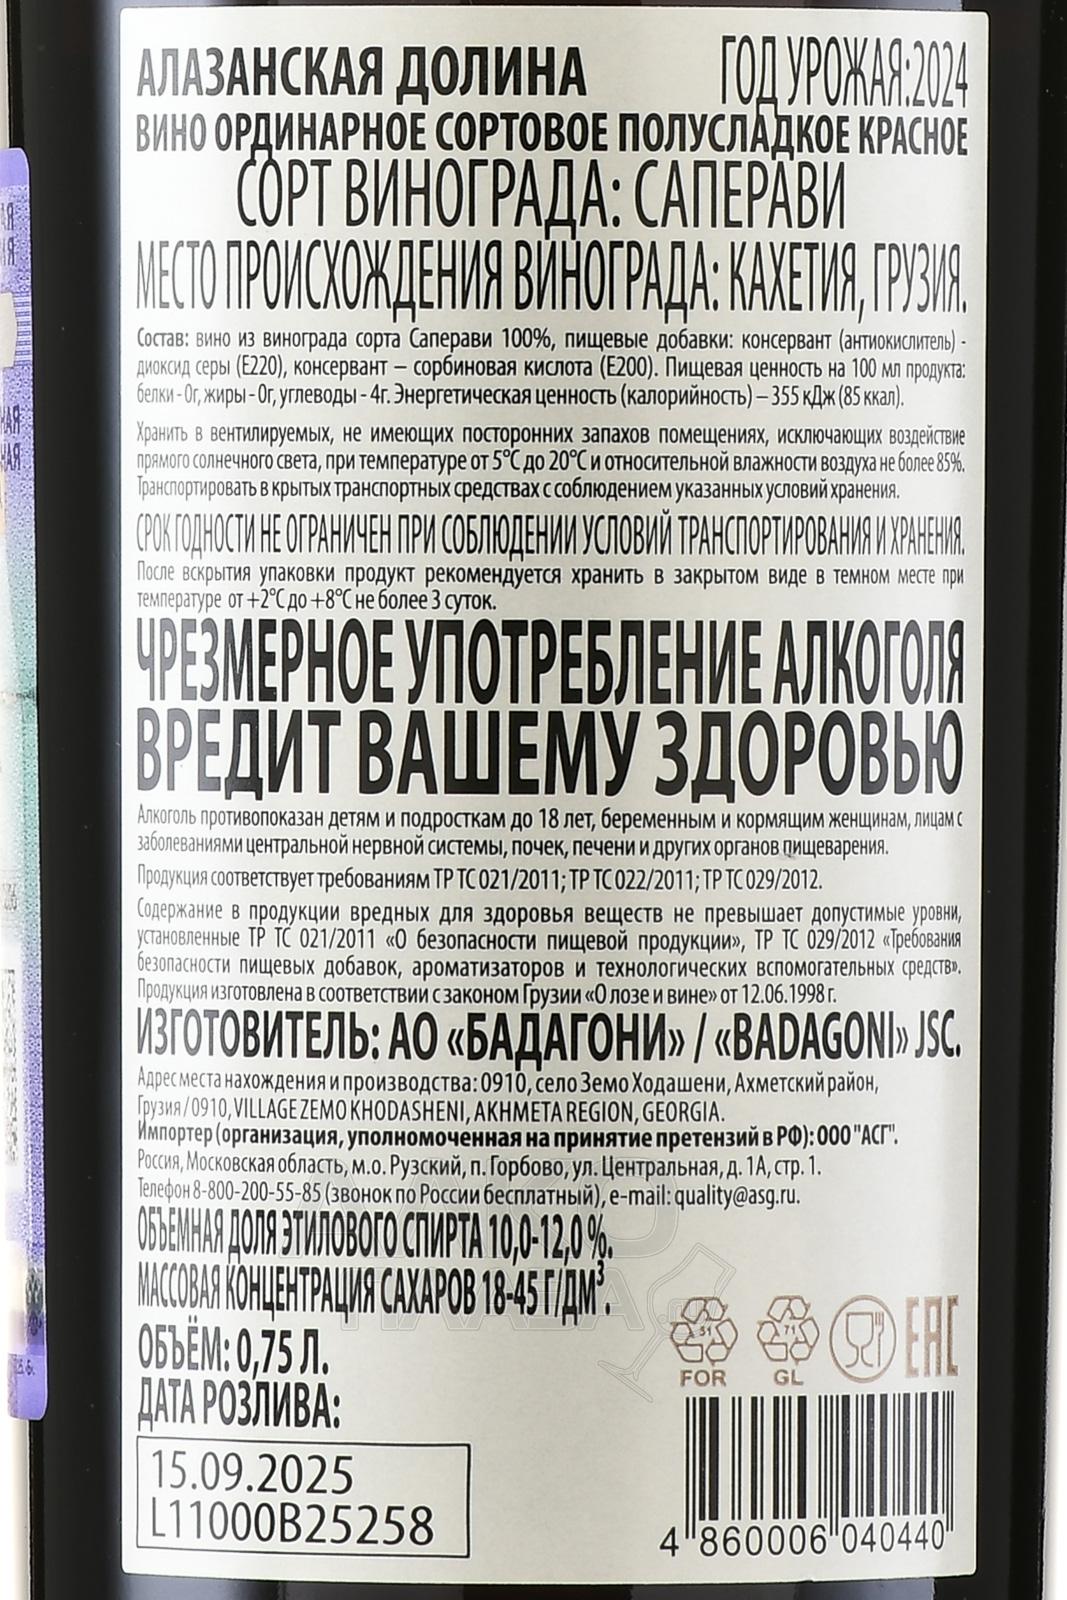 АЛАЗАНСКАЯ ДОЛИНА ГОД УРОЖАЯ:2024
ВИНО ОРДИНАРНОЕ СОРТОВОЕ ПОЛУСЛАДКОЕ КРАСНОЕ
СОРТ ВИНОГРАДА: САПЕРАВИ
МЕСТО ПРОИСХОЖДЕНИЯ ВИНОГРАДА: КАХЕТИЯ, ГРУЗИЯ.
Состав: вино из винограда сорта Саперави 100%, пищевые добавки: консервант (антиокислитель) -
диоксид серы (Е220), консервант – сорбиновая кислота (Е200). Пищевая ценность на 100 мл продукта:
белки - 0г, жиры - 0г, углеводы - 4г. Энергетическая ценность (калорийность) – 355 кДж (85 ккал).
Хранить в вентилируемых, не имеющих посторонних запахов помещениях, исключающих воздействие
прямого солнечного света, при температуре от 5°С до 20°С и относительной влажности воздуха не более 85%.
Транспортировать в крытых транспортных средствах с соблюдением указанных условий хранения.
СРОК ГОДНОСТИ НЕ ОГРАНИЧЕН ПРИ СОБЛЮДЕНИИ УСЛОВИЙ ТРАНСПОРТИРОВАНИЯ И ХРАНЕНИЯ.
После вскрытия упаковки продукт рекомендуется хранить в закрытом виде в темном месте при
температуре от +2°С до +8°С не более 3 суток.
ЧРЕЗМЕРНОЕ УПОТРЕБЛЕНИЕ АЛКОГОЛЯ
ВРЕДИТ ВАШЕМУ ЗДОРОВЬЮ
Алкоголь противопоказан детям и подросткам до 18 лет, беременным и кормящим женщинам, лицам с
заболеваниями центральной нервной системы, почек, печени и других органов пищеварения.
Продукция соответствует требованиям ТР ТС 021/2011; ТР ТС 022/2011; ТР ТС 029/2012.
Содержание в продукции вредных для здоровья веществ не превышает допустимые уровни,
установленные ТР ТС 021/2011 «О безопасности пищевой продукции», ТР ТС 029/2012 «Требования
безопасности пищевых добавок, ароматизаторов и технологических вспомогательных средств».
Продукция изготовлена в соответствии с законом Грузии «О лозе и вине» от 12.06.1998 г.
ИЗГОТОВИТЕЛЬ: АО «БАДАГОНИ» / «BADAGONI» JSC.
Адрес места нахождения и производства: 0910, село Земо Ходашени, Ахметский район,
Грузия / 0910, VILLAGE ZEMO KHODASHENI, AKHMETA REGION, GEORGIA.
Импортер (организация, уполномоченная на принятие претензий в РФ): ООО "АСГ".
Россия, Московская область, м.о. Рузский, п. Горбово, ул. Центральная, д. 1А, стр. 1.
Телефон 8-800-200-55-85 (звонок по России бесплатный), e-mail: quality@asg.ru.
ОБЪЕМНАЯ ДОЛЯ ЭТИЛОВОГО СПИРТА 10,0-12,0 %.
МАССОВАЯ КОНЦЕНТРАЦИЯ САХАРОВ 18-45 Г/ДМ³.
ОБЪЁМ: 0,75 Л.
ДАТА РОЗЛИВА:
15.09.2025
L11000B25258
51 71
FOR GL EAC
4 860006 040440